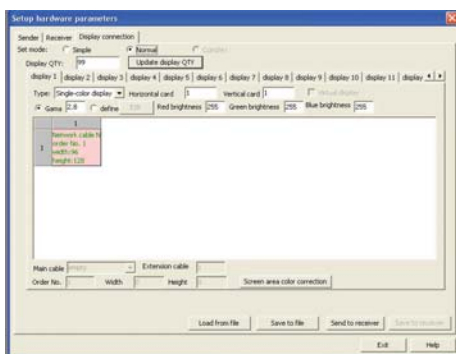 Setup hardware parameters
Sender Receiver Display connection
Set mode: Simple Normal Complex
Display QTY: 99 Update display QTY
display 1 display 2 display 3 display 4 display 5 display 6 display 7 display 8 display 9 display 10 display 11 display
Type: Single-color display Horizontal card 1 Vertical card 1 Virtual display
Gama 2.8 define Red brightness 255 Green brightness 255 Blue brightness 255
1
1
Network cable N
order No. 1
width:96
height:128
Main cable empty Extension cable
Order No. Width Height Screen area color correction
Load from file Save to file Send to receiver Save to receiver
Exit Help